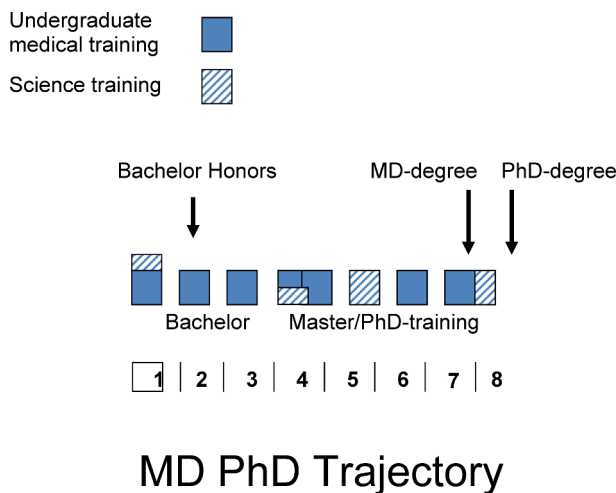 Undergraduate
medical training
Science training
Bachelor Honors
MD-degree
PhD-degree
Bachelor
Master/PhD-training
1 2 3 4 5 6 7 8
MD PhD Trajectory